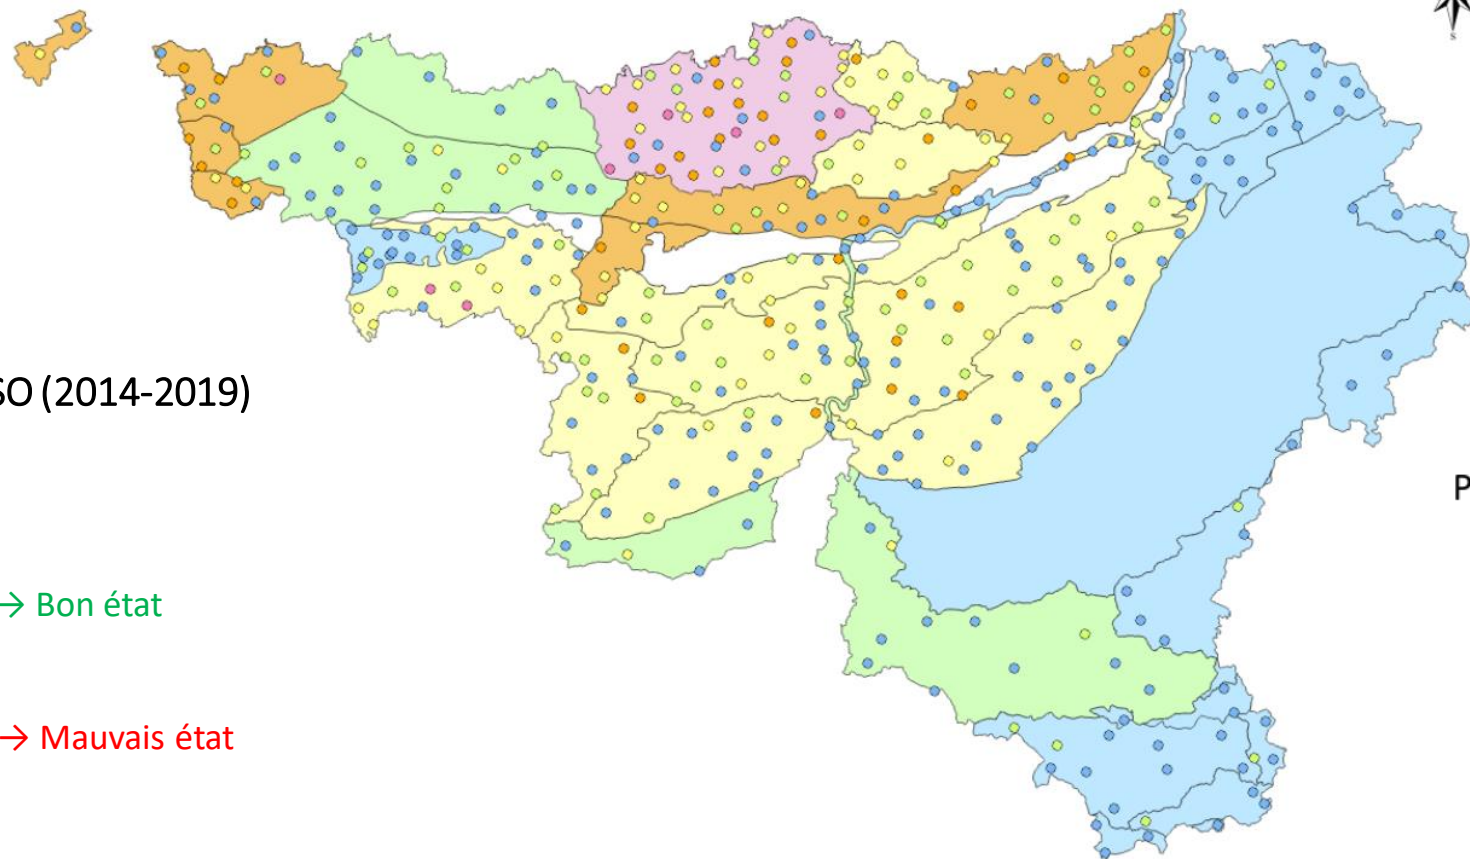 S
SO (2014-2019)
P
→ Bon état
→ Mauvais état